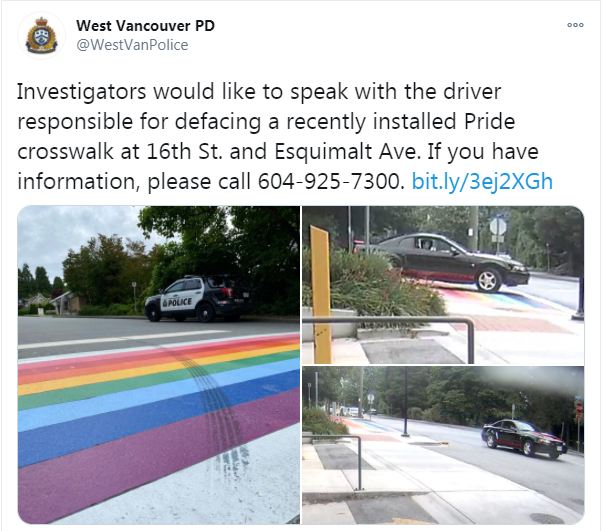 West Vancouver PD
@WestVanPolice
Investigators would like to speak with the driver
responsible for defacing a recently installed Pride
crosswalk at 16th St. and Esquimalt Ave. If you have
information, please call 604-925-7300. bit.ly/3ej2XGh
POLICE